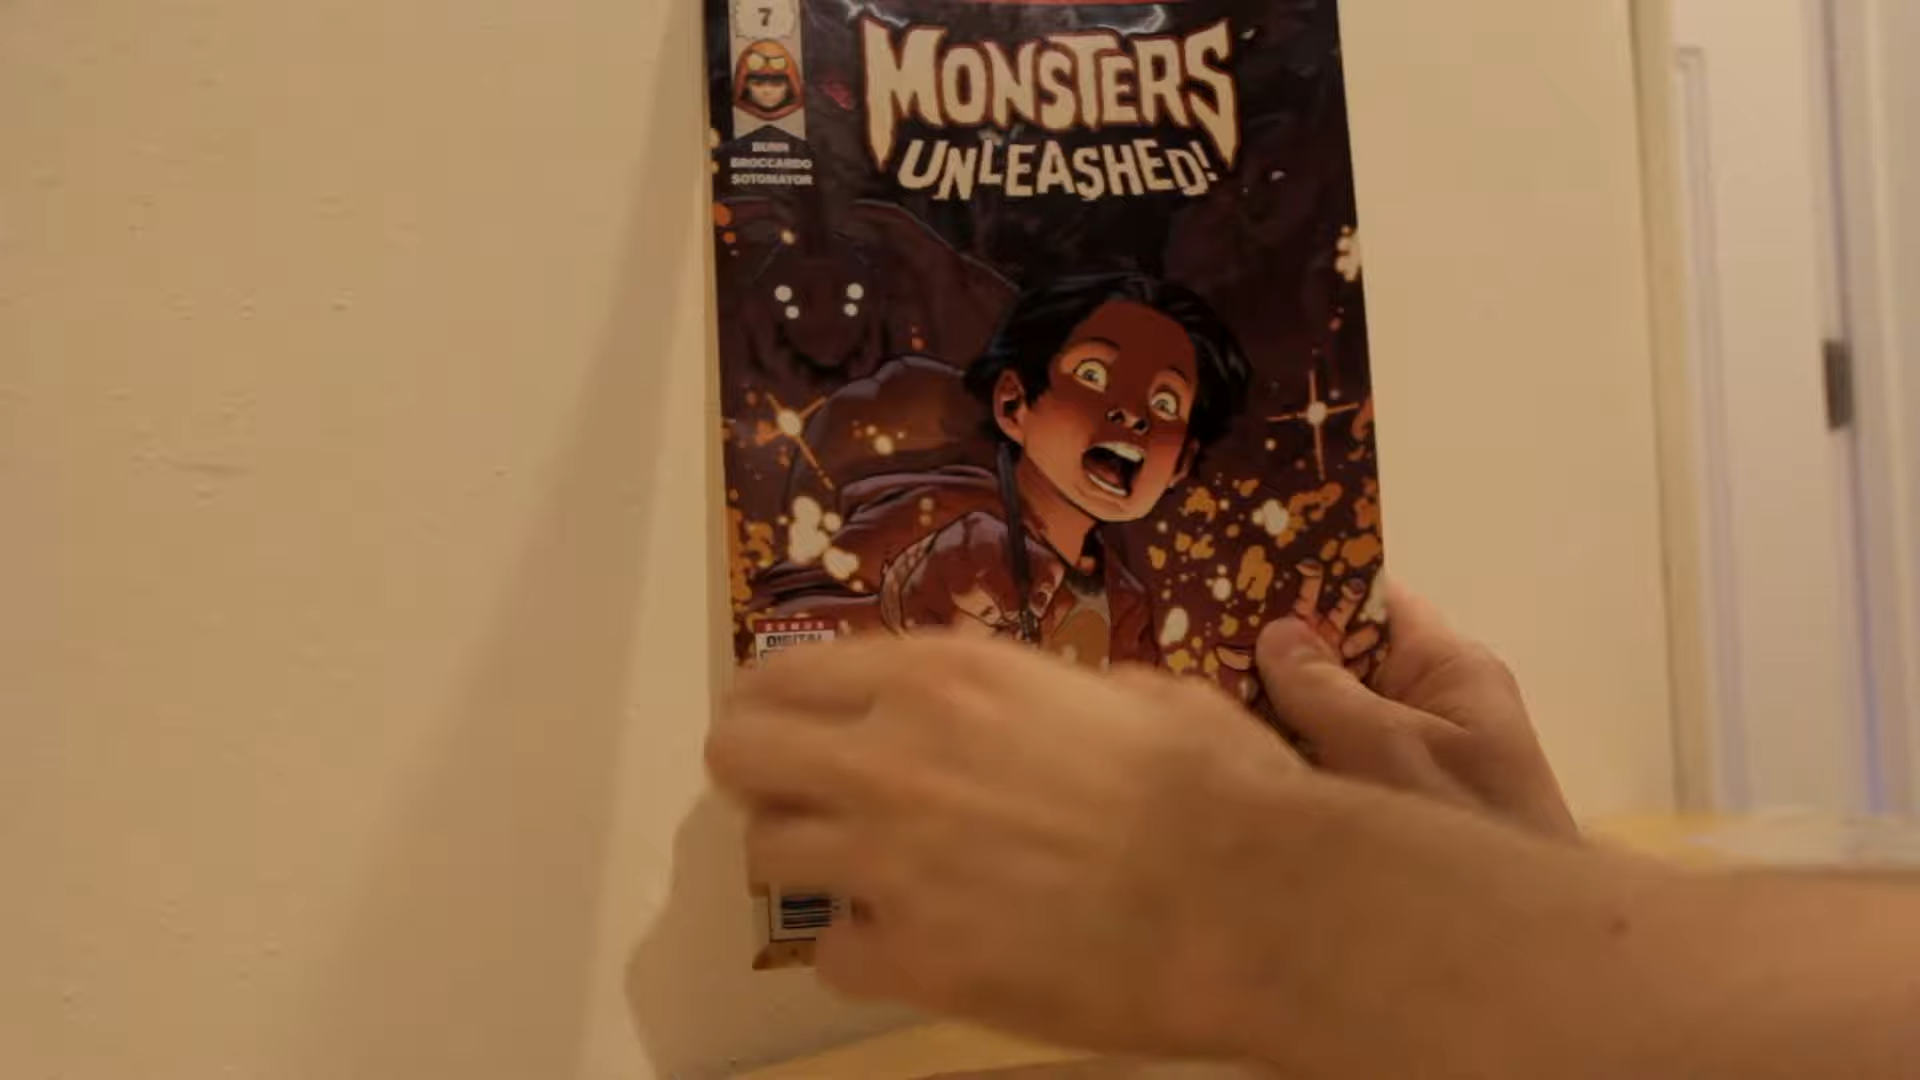 7
MONSTERS
UNLEASHED!
BUNN
BROCCARDO
SOTOMAYOR
DIGITAL